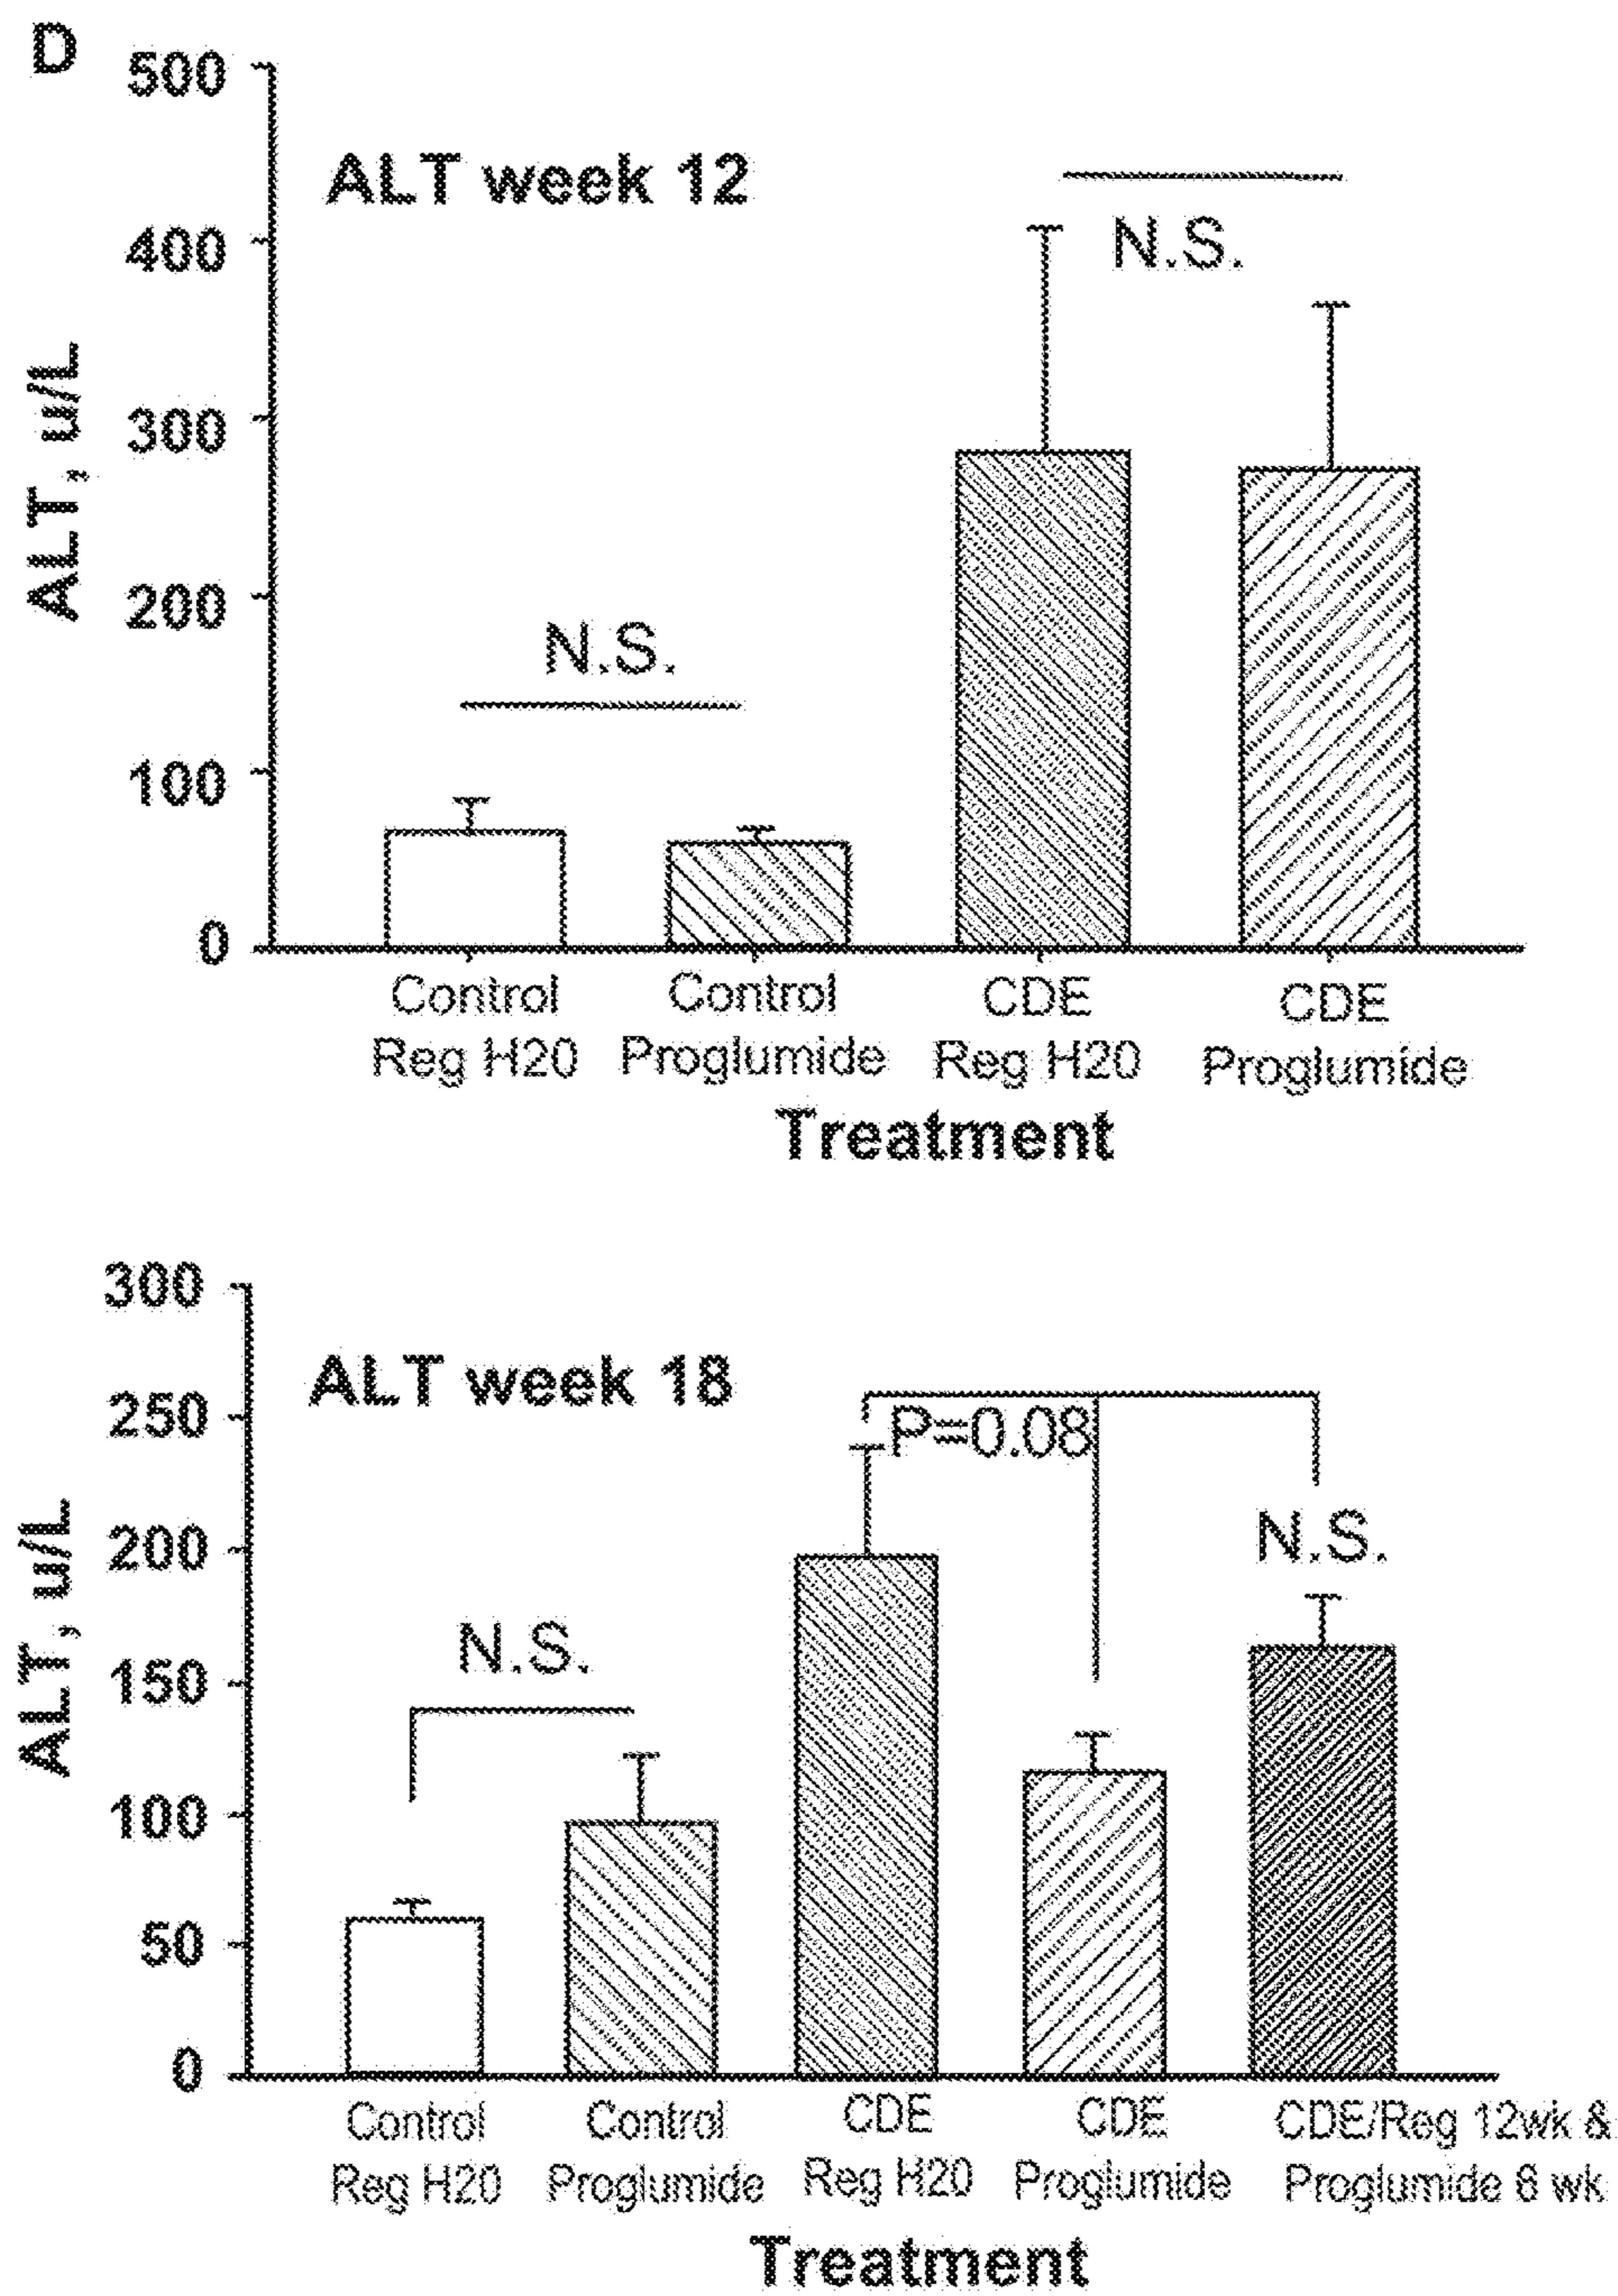 D
500
ALT week 12
400
N.S.
300
ALT, u/L
200
N.S.
100
0
Control
Reg H20
Control
Proglumide
CDE
Reg H20
CDE
Proglumide
Treatment
300
ALT week 18
250
P=0.08
200
N.S.
ALT, u/L
N.S.
150
100
50
0
Control
Reg H20
Control
Proglumide
CDE
Reg H20
CDE
Proglumide
CDE/Reg 12wk &
Proglumide 6 wk
Treatment